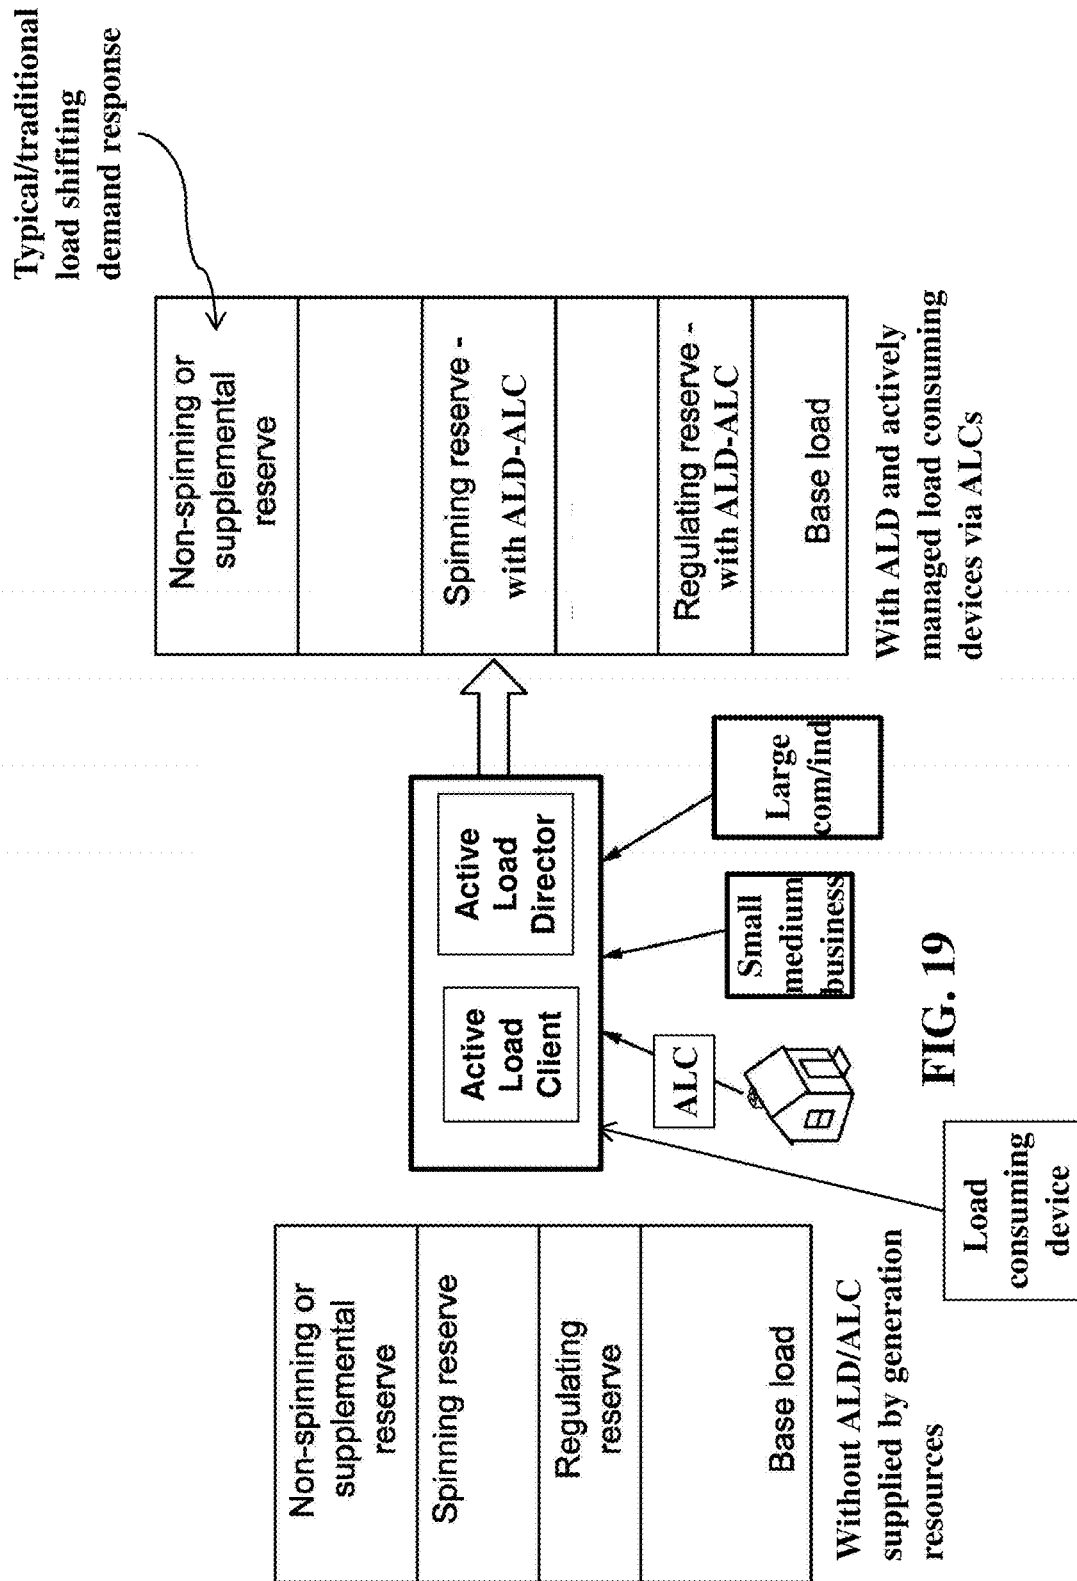 Non-spinning or
supplemental
reserve
Spinning reserve
Regulating
reserve
Base load
Without ALD/ALC
supplied by generation
resources
Active
Load
Client
Active
Load
Director
Load
consuming
device
ALC
Small
medium
business
Large
com/ind
Typical/traditional
load shifiting
demand response
Non-spinning or
supplemental
reserve
Spinning reserve -
with ALD-ALC
Regulating reserve -
with ALD-ALC
Base load
With ALD and actively
managed load consuming
devices via ALCs
FIG. 19